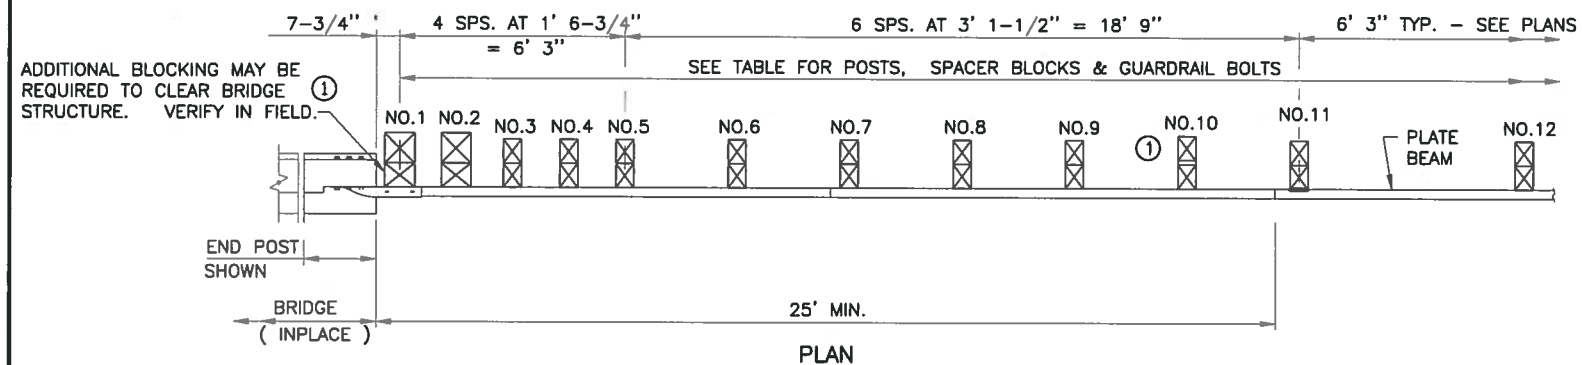 7-3/4"
4 SPS. AT 1' 6-3/4"
= 6' 3"
6 SPS. AT 3' 1-1/2" = 18' 9"
6' 3" TYP. - SEE PLANS
SEE TABLE FOR POSTS, SPACER BLOCKS & GUARDRAIL BOLTS
ADDITIONAL BLOCKING MAY BE
REQUIRED TO CLEAR BRIDGE ①
STRUCTURE. VERIFY IN FIELD.
NO.1
NO.2
NO.3
NO.4
NO.5
NO.6
NO.7
NO.8
NO.9
①
NO.10
NO.11
NO.12
PLATE
BEAM
END POST
SHOWN
BRIDGE
( INPLACE )
25' MIN.
PLAN